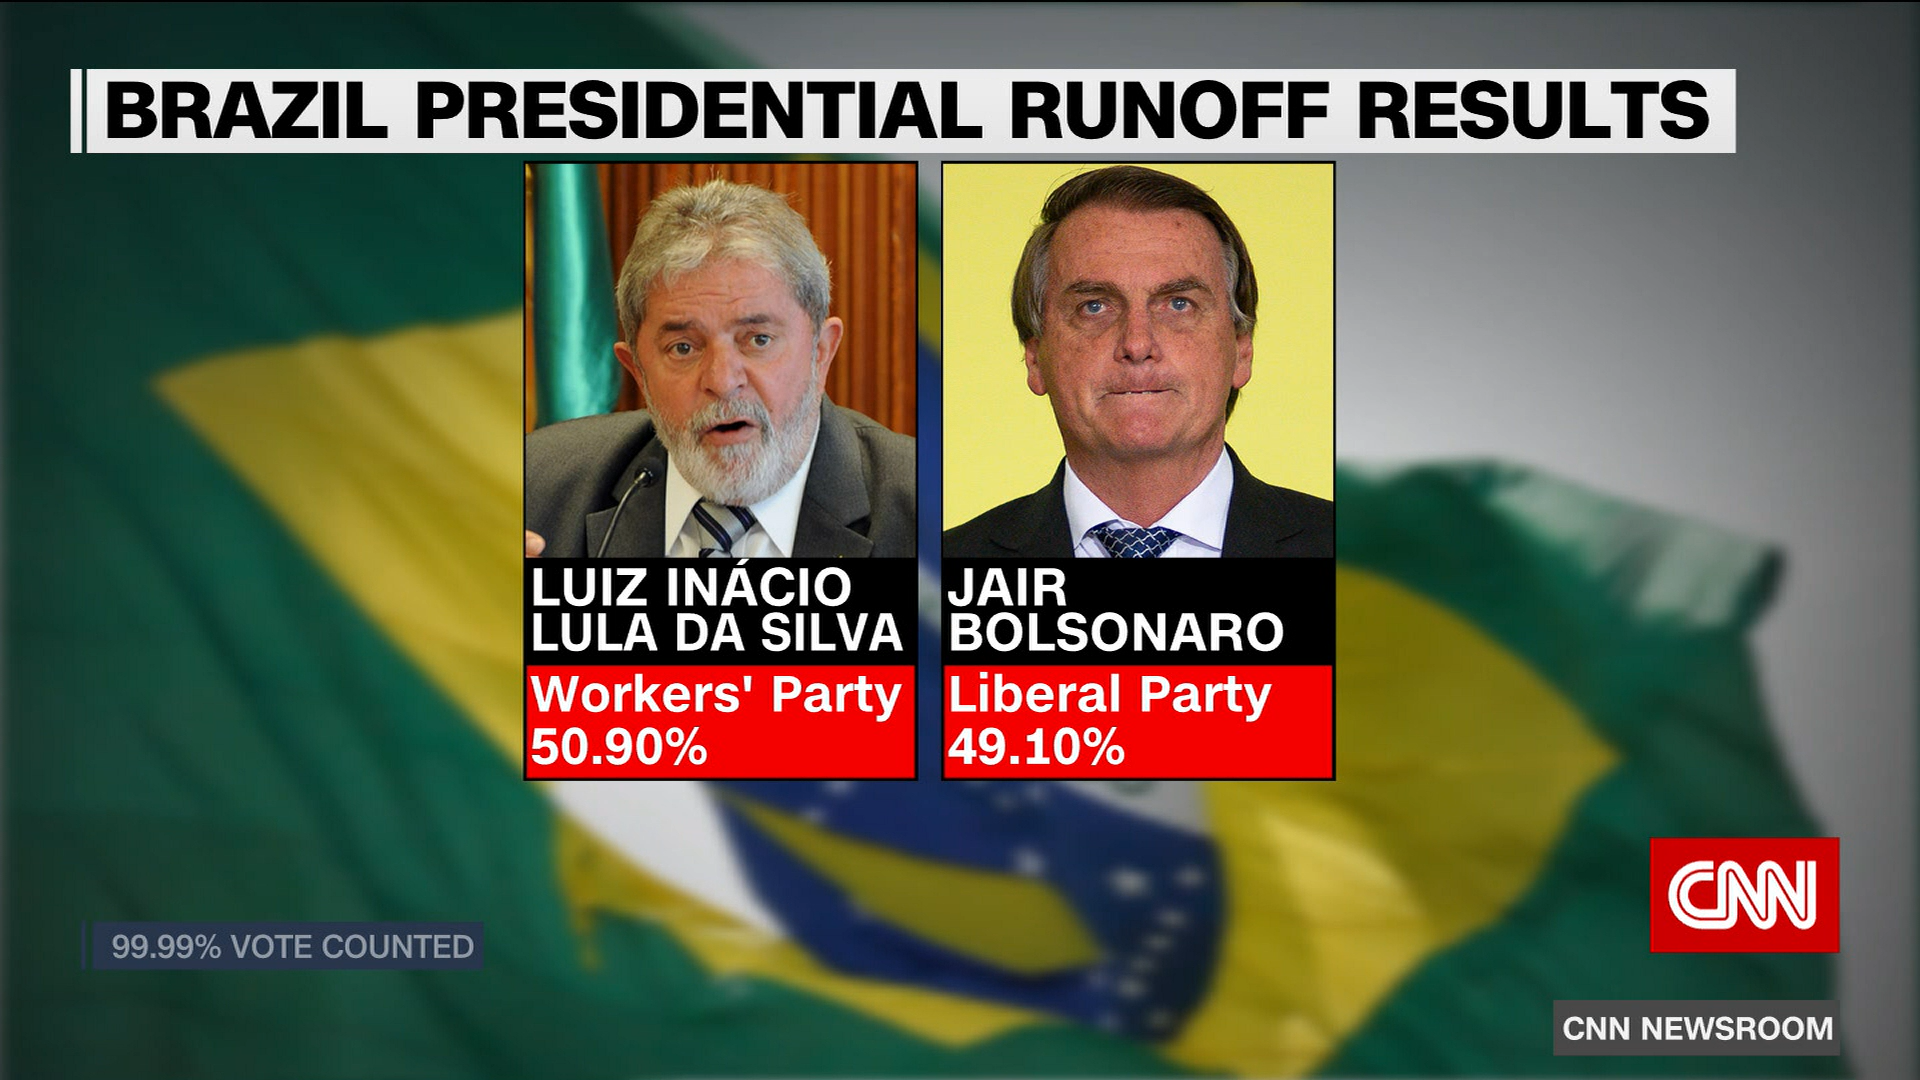 BRAZIL PRESIDENTIAL RUNOFF RESULTS
LUIZ INÁCIO
LULA DA SILVA
Workers' Party
50.90%
JAIR
BOLSONARO
Liberal Party
49.10%
99.99% VOTE COUNTED
CNN
CNN NEWSROOM